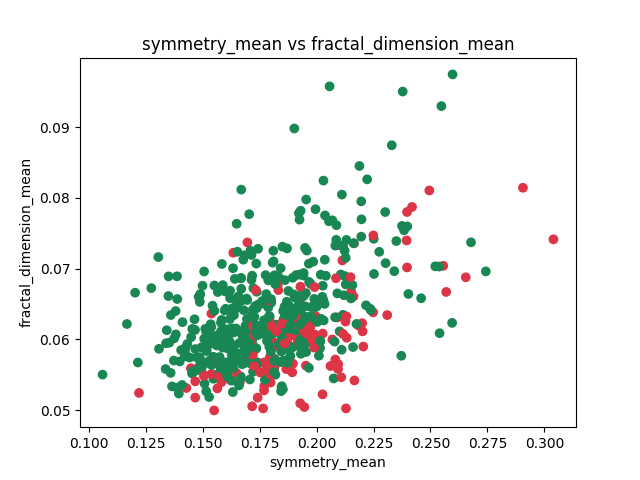 symmetry_mean vs fractal_dimension_mean
0.09
0.08
0.07
0.06
0.05
fractal_dimension_mean
0.100 0.125 0.150 0.175 0.200 0.225 0.250 0.275 0.300
symmetry_mean